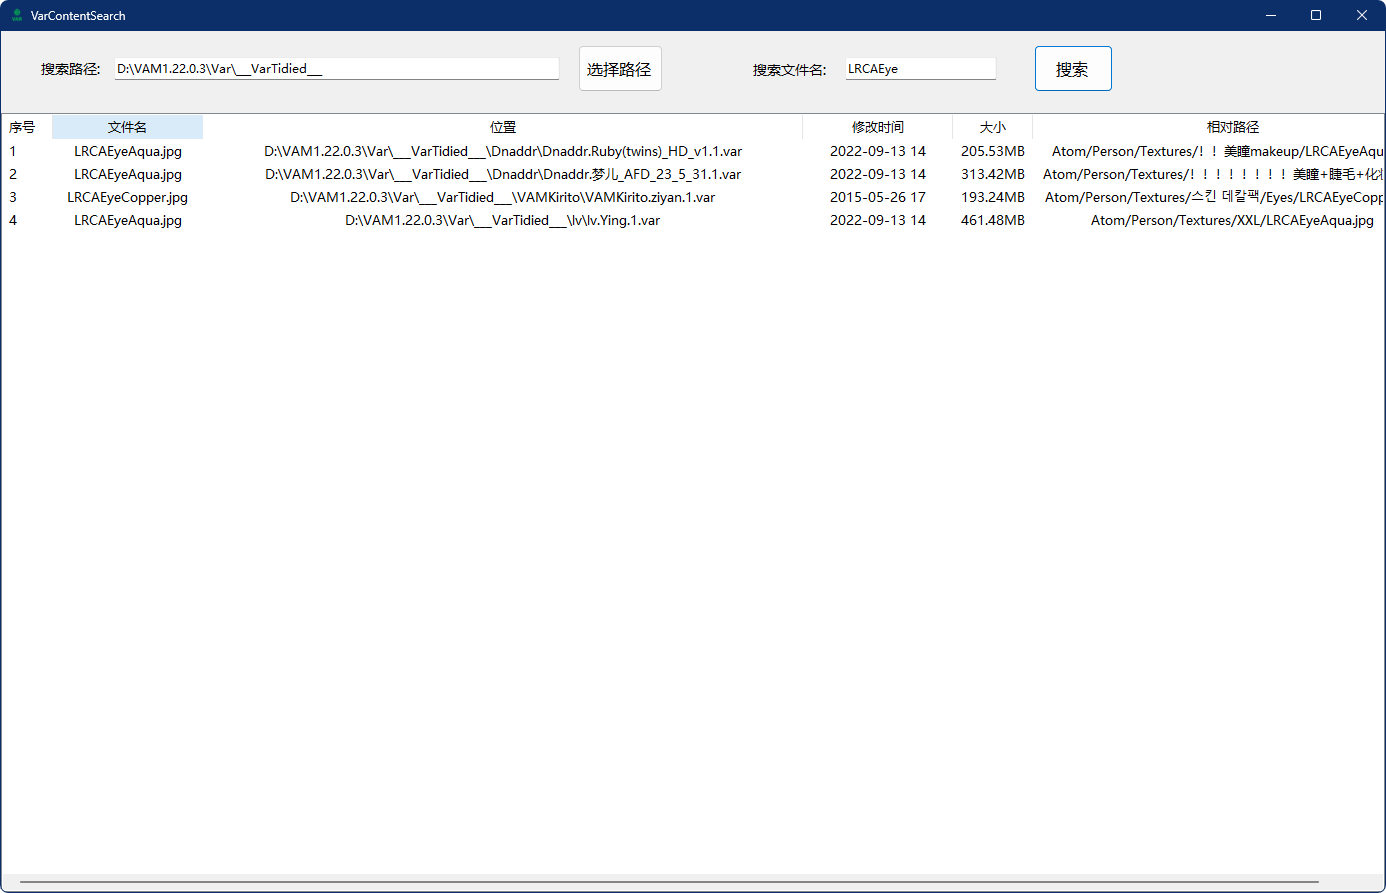 VarContentSearch
搜索路径: D:\VAM1.22.0.3\Var\___VarTidied___ 选择路径 搜索文件名: LRCAEye 搜索
序号 文件名 位置 修改时间 大小 相对路径
1 LRCAEyeAqua.jpg D:\VAM1.22.0.3\Var\___VarTidied___\Dnaddr\Dnaddr.Ruby(twins)_HD_v1.1.var 2022-09-13 14 205.53MB Atom/Person/Textures/！！美瞳makeup/LRCAEyeAqu
2 LRCAEyeAqua.jpg D:\VAM1.22.0.3\Var\___VarTidied___\Dnaddr\Dnaddr.梦儿_AFD_23_5_31.1.var 2022-09-13 14 313.42MB Atom/Person/Textures/！！！！！！！！美瞳+睫毛+化妆
3 LRCAEyeCopper.jpg D:\VAM1.22.0.3\Var\___VarTidied___\VAMKirito\VAMKirito.ziyan.1.var 2015-05-26 17 193.24MB Atom/Person/Textures/스킨 데칼팩/Eyes/LRCAEyeCopp
4 LRCAEyeAqua.jpg D:\VAM1.22.0.3\Var\___VarTidied___\lv\lv.Ying.1.var 2022-09-13 14 461.48MB Atom/Person/Textures/XXL/LRCAEyeAqua.jpg